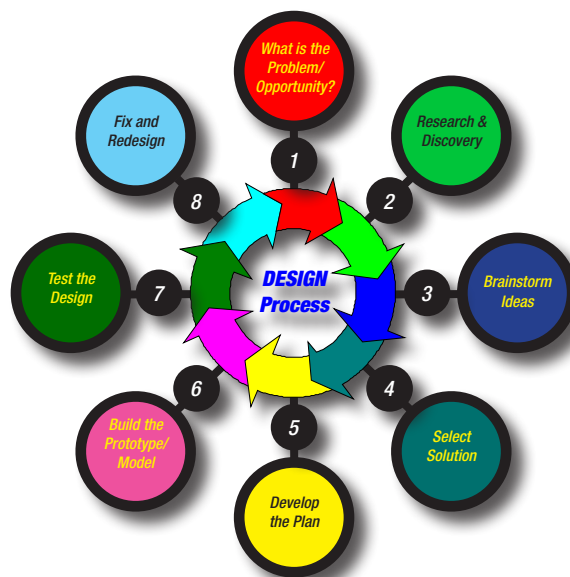 What is the
Problem/
Opportunity?
1
Research &
Discovery
2
Brainstorm
Ideas
3
Select
Solution
4
Develop
the Plan
5
Build the
Prototype/
Model
6
Test the
Design
7
Fix and
Redesign
8
DESIGN
Process